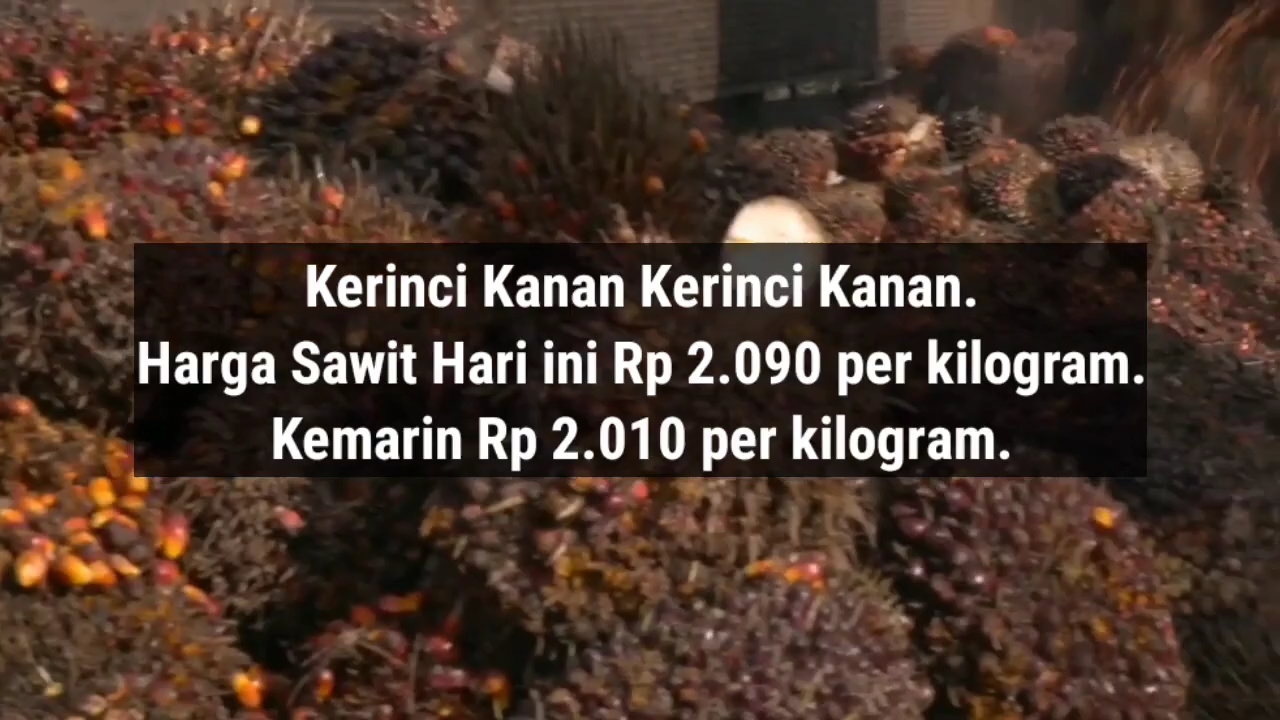 Kerinci Kanan Kerinci Kanan.
Harga Sawit Hari ini Rp 2.090 per kilogram.
Kemarin Rp 2.010 per kilogram.